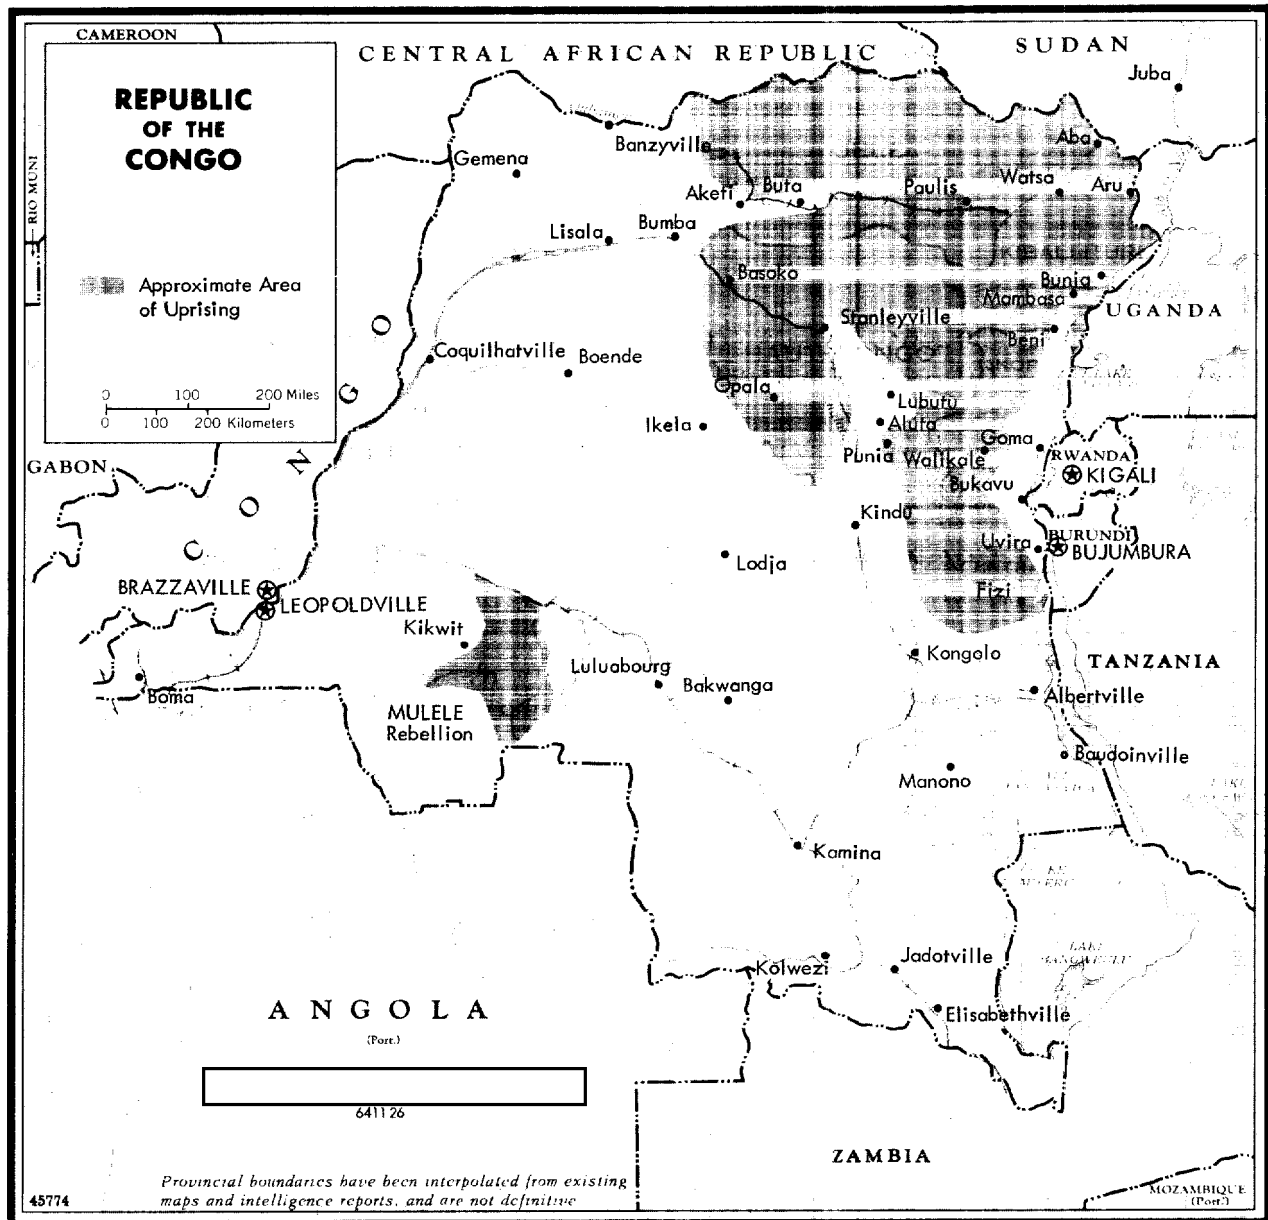 CAMEROON
CENTRAL AFRICAN REPUBLIC
SUDAN
Juba
REPUBLIC
OF THE
CONGO
RIO MUNI
Approximate Area
of Uprising
0 100 200 Miles
0 100 200 Kilometers
Banzyville
Aba
Gemena
Aketi
Buta
Paulis
Watsa
Aru
Lisala
Bumba
Basoko
Bunia
Mambasa
UGANDA
Stanleyville
Beni
Coquilhatville
Boende
LAKE
Opala
Lubutu
Ikela
Aluta
Punia
Walikale
Goma
RWANDA
KIGALI
Bukavu
GABON
CONGO
Kindu
Uvira
BURUNDI
BUJUMBURA
Lodja
Fizi
BRAZZAVILLE
LEOPOLDVILLE
Kikwit
Kongolo
TANZANIA
Luluabourg
Bakwanga
Albertville
Boma
MULELE
Rebellion
Baudoinville
Manono
Kamina
LAKE
Kolwezi
Jadotville
Elisabethville
ANGOLA
(Port.)
641126
ZAMBIA
MOZAMBIQUE
(Port.)
Provincial boundaries have been interpolated from existing
maps and intelligence reports, and are not definitive
45774